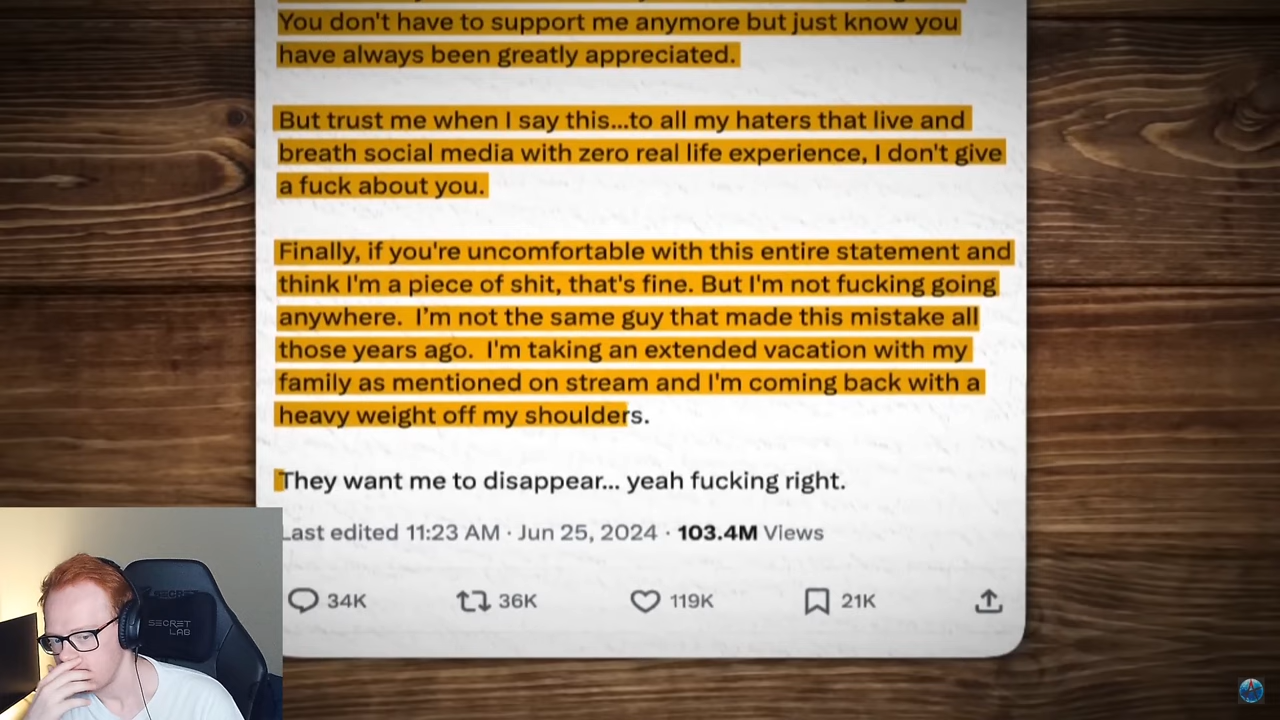 You don't have to support me anymore but just know you
have always been greatly appreciated.
But trust me when I say this...to all my haters that live and
breath social media with zero real life experience, I don't give
a fuck about you.
Finally, if you're uncomfortable with this entire statement and
think I'm a piece of shit, that's fine. But I'm not fucking going
anywhere.  I’m not the same guy that made this mistake all
those years ago.  I'm taking an extended vacation with my
family as mentioned on stream and I'm coming back with a
heavy weight off my shoulders.
They want me to disappear... yeah fucking right.
Last edited 11:23 AM · Jun 25, 2024 · 103.4M Views
34K 36K 119K 21K
SECRET
LAB